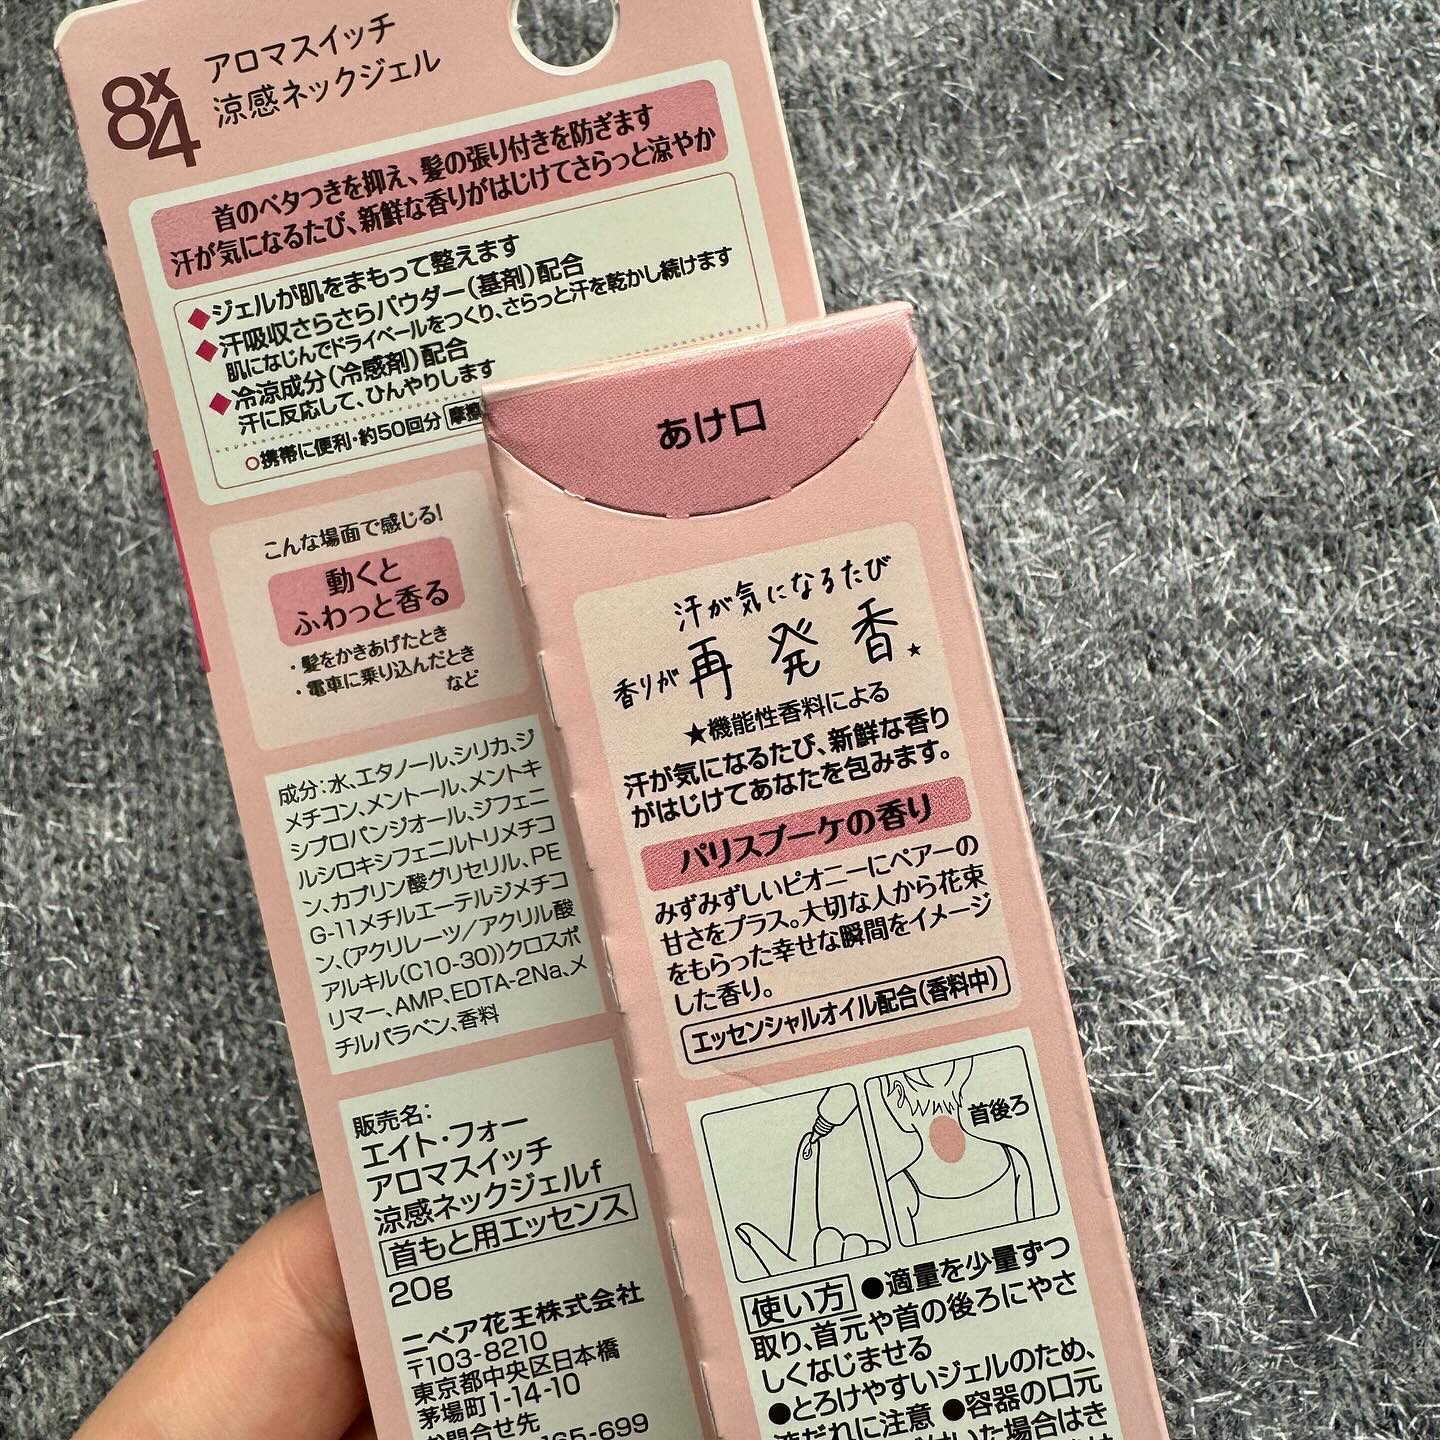 8x4
アロマスイッチ
涼感ネックジェル
首のベタつきを抑え、髪の張り付きを防ぎます
汗が気になるたび、新鮮な香りがはじけてさらっと涼やか
◆ジェルが肌をまもって整えます
◆汗吸収さらさらパウダー(基剤)配合
肌になじんでドライベールをつくり、さらっと汗を乾かし続けます
◆冷涼成分(冷感剤)配合
汗に反応して、ひんやりします
○携帯に便利・約50回分
こんな場面で感じる!
動くと
ふわっと香る
・髪をかきあげたとき
・電車に乗り込んだとき
など
成分:水、エタノール、シリカ、ジ
メチコン、メントール、メントキ
シプロパンジオール、ジフェニ
ルシロキシフェニルトリメチコ
ン、カプリン酸グリセリル、PE
G-11メチルエーテルジメチコ
ン、(アクリレーツ/アクリル酸
アルキル(C10-30))クロスポ
リマー、AMP、EDTA-2Na、メ
チルパラベン、香料
販売名:
エイト・フォー
アロマスイッチ
涼感ネックジェルf
首もと用エッセンス
20g
ニベア花王株式会社
〒103-8210
東京都中央区日本橋
茅場町1-14-10
お問合せ先
165-699
あけ口
汗が気になるたび
香りが再発香★
★機能性香料による
汗が気になるたび、新鮮な香り
がはじけてあなたを包みます。
パリスブーケの香り
みずみずしいピオニーにペアーの
甘さをプラス。大切な人から花束
をもらった幸せな瞬間をイメージ
した香り。
エッセンシャルオイル配合(香料中)
首後ろ
使い方 ●適量を少量ずつ
取り、首元や首の後ろにやさ
しくなじませる
●とろけやすいジェルのため、
液だれに注意 ●容器の口元